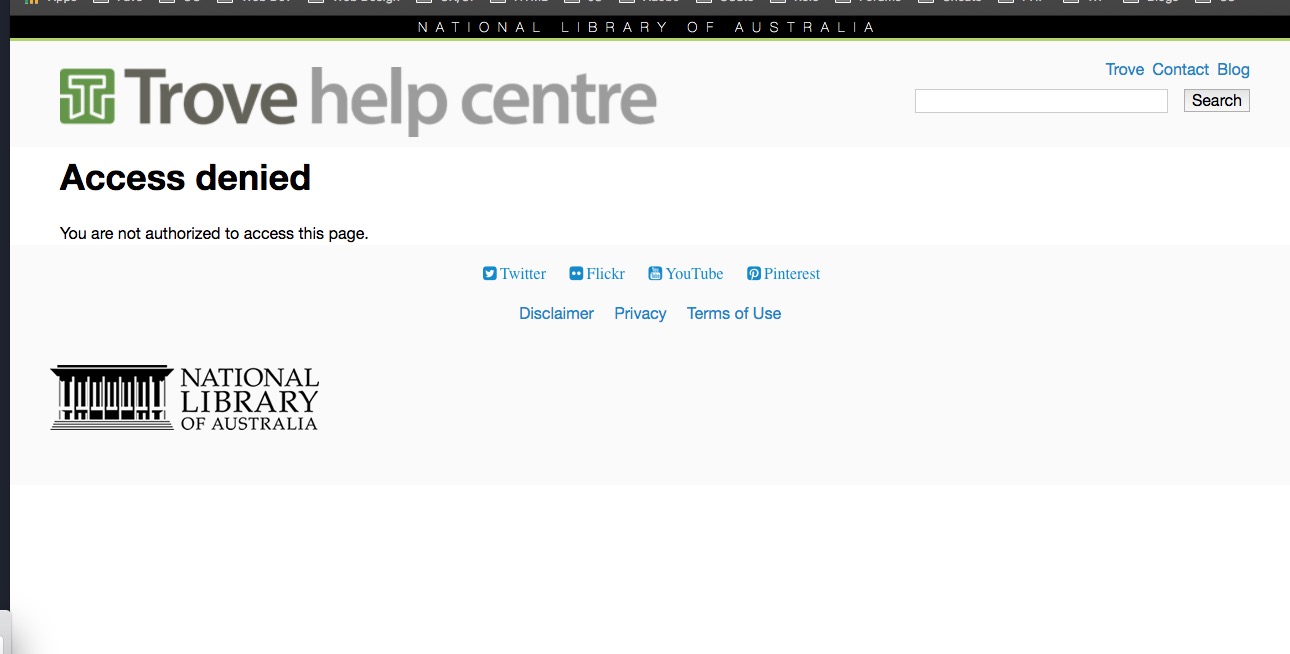 NATIONAL LIBRARY OF AUSTRALIA
Trove help centre
Trove Contact Blog
Search
Access denied
You are not authorized to access this page.
Twitter Flickr YouTube Pinterest
Disclaimer Privacy Terms of Use
NATIONAL
LIBRARY
OF AUSTRALIA